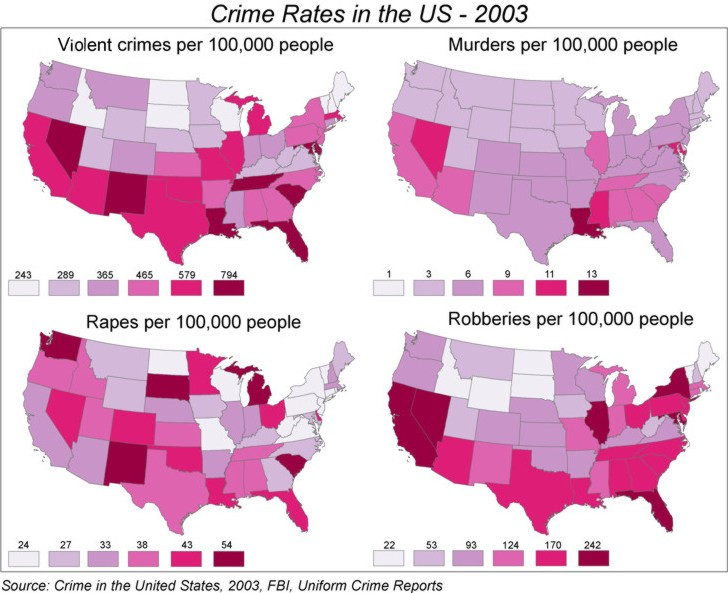 Crime Rates in the US - 2003
Violent crimes per 100,000 people
Murders per 100,000 people
243 289 365 465 579 794
1 3 6 9 11 13
Rapes per 100,000 people
Robberies per 100,000 people
24 27 33 38 43 54
22 53 93 124 170 242
Source: Crime in the United States, 2003, FBI, Uniform Crime Reports